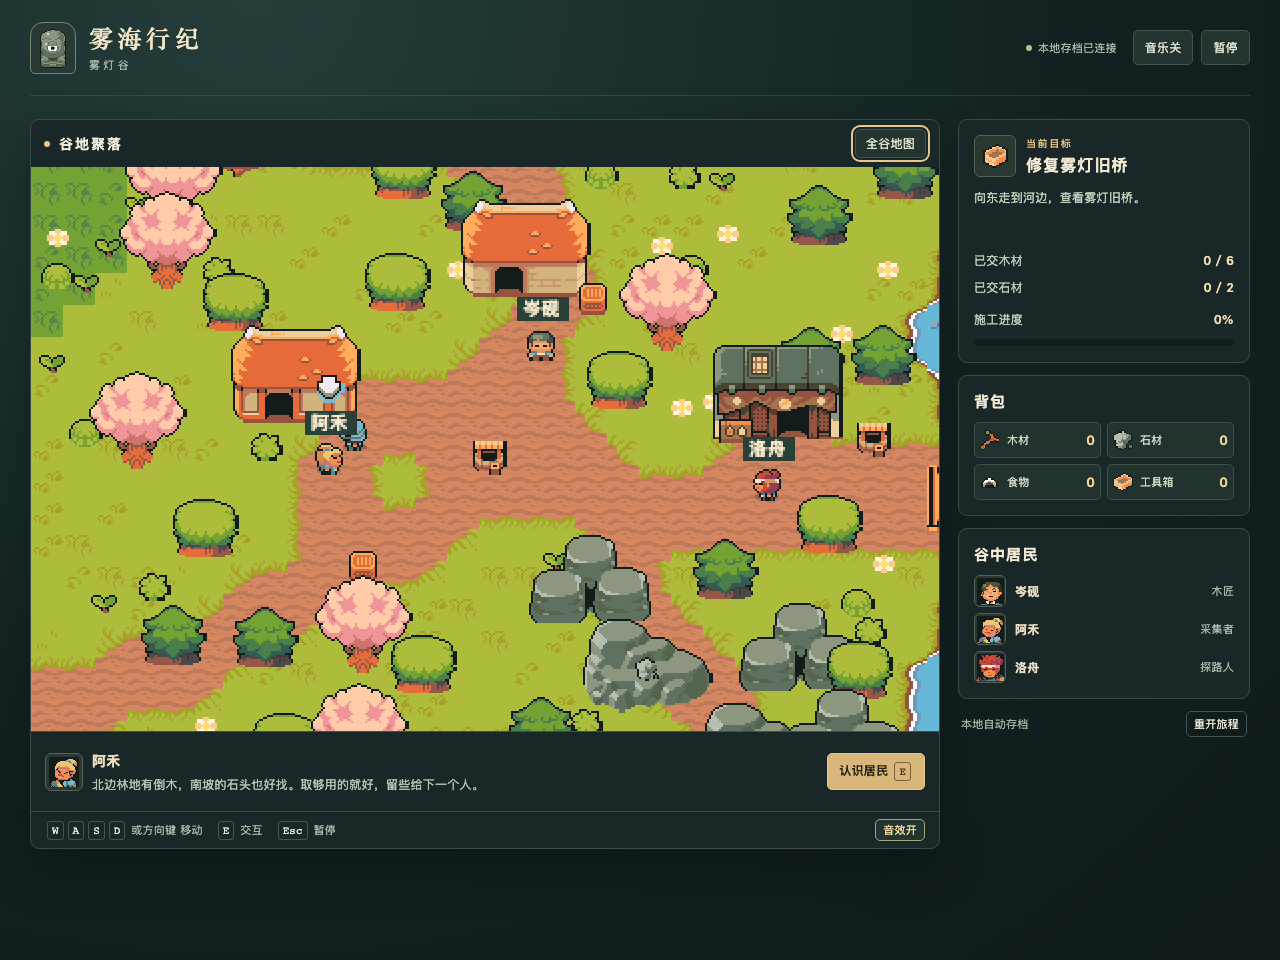 雾海行纪
雾灯谷
本地存档已连接
音乐关
暂停
谷地聚落
全谷地图
岑砚
阿禾
洛舟
阿禾
北边林地有倒木，南坡的石头也好找。取够用的就好，留些给下一个人。
认识居民 E
W A S D 或方向键 移动 E 交互 Esc 暂停
音效开
当前目标
修复雾灯旧桥
向东走到河边，查看雾灯旧桥。
已交木材 0 / 6
已交石材 0 / 2
施工进度 0%
背包
木材 0
石材 0
食物 0
工具箱 0
谷中居民
岑砚 木匠
阿禾 采集者
洛舟 探路人
本地自动存档
重开旅程